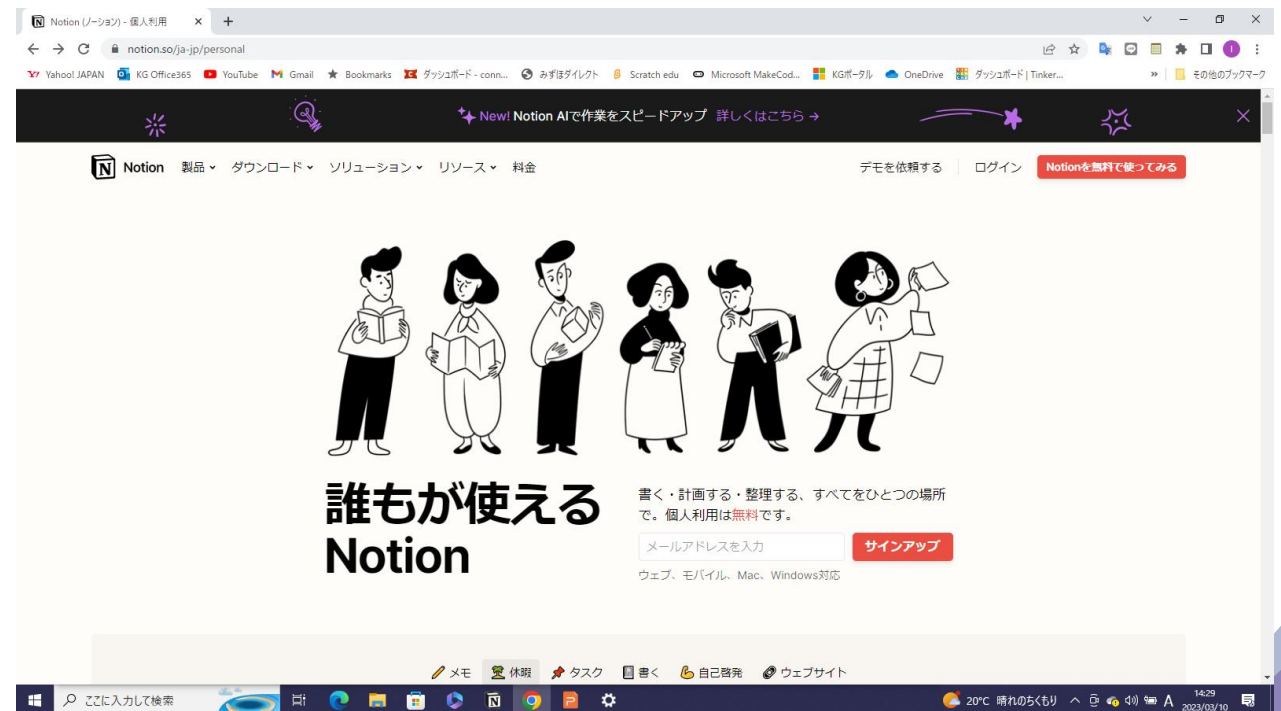 Notion (ノーション) - 個人利用
notion.so/ja-jp/personal
Yahoo! JAPAN KG Office365 YouTube Gmail Bookmarks ダッシュボード - conn... みずほダイレクト Scratch edu Microsoft MakeCod... KGポータル OneDrive ダッシュボード | Tinker... » その他のブックマーク
New! Notion AIで作業をスピードアップ 詳しくはこちら →
Notion 製品 ダウンロード ソリューション リソース 料金 デモを依頼する ログイン Notionを無料で使ってみる
誰もが使える
Notion
書く・計画する・整理する、すべてをひとつの場所
で。個人利用は無料です。
メールアドレスを入力 サインアップ
ウェブ、モバイル、Mac、Windows対応
メモ 休暇 タスク 書く 自己啓発 ウェブサイト
ここに入力して検索 20°C 晴れのちくもり A 14:29
2023/03/10